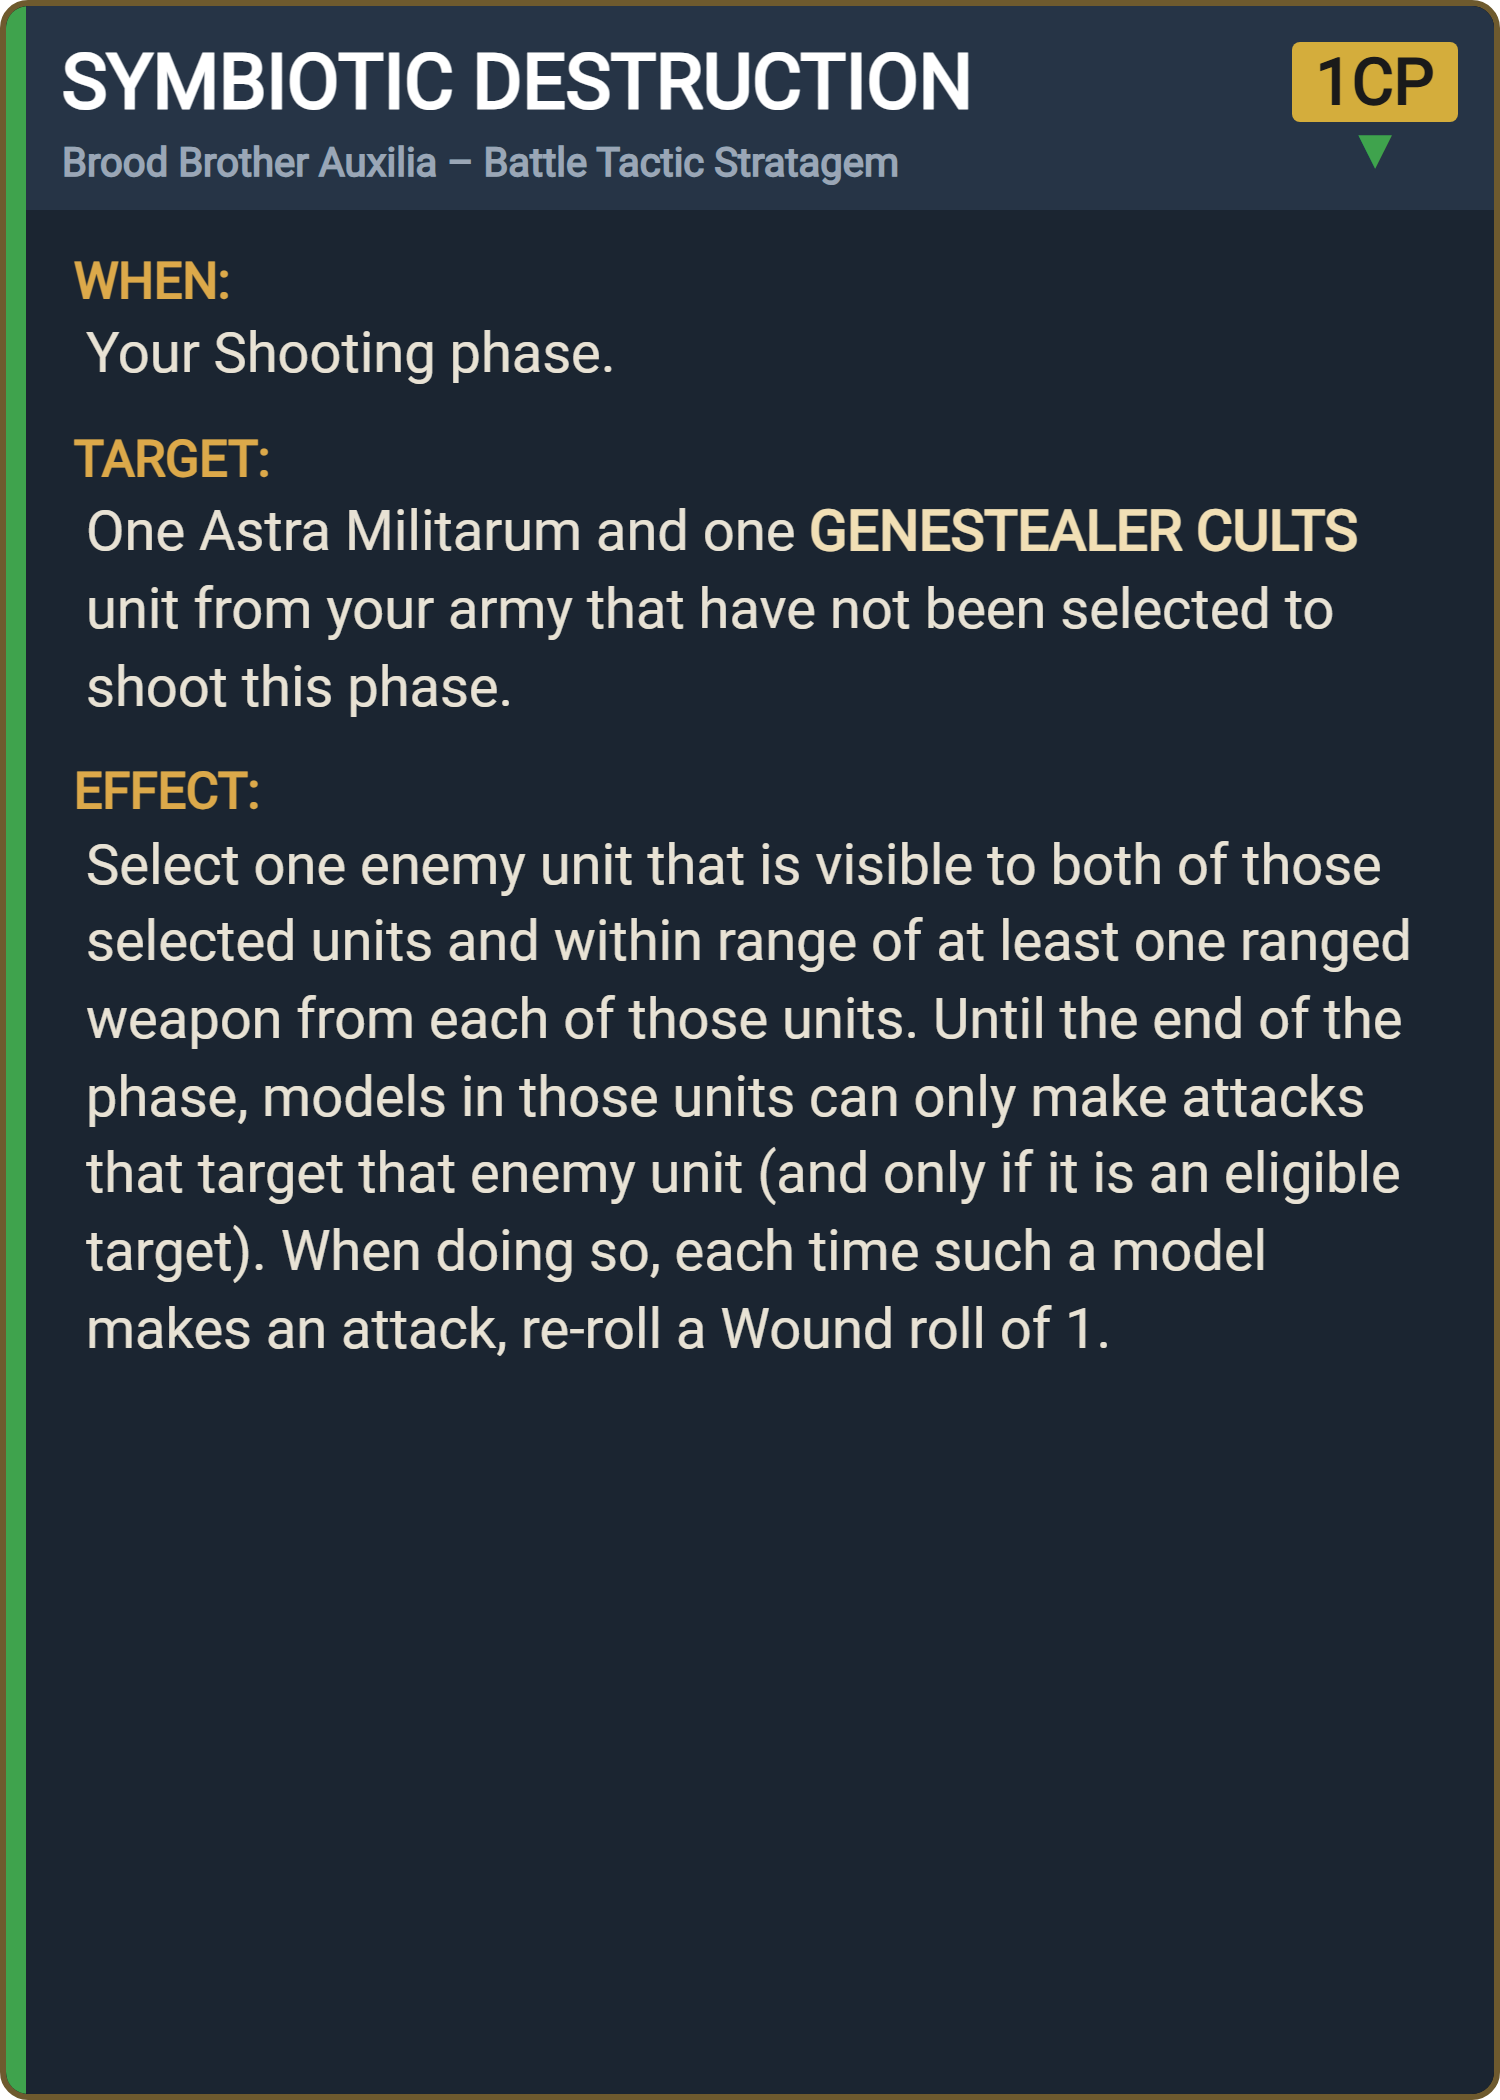 SYMBIOTIC DESTRUCTION
1CP
Brood Brother Auxilia – Battle Tactic Stratagem
WHEN:
Your Shooting phase.
TARGET:
One Astra Militarum and one GENESTEALER CULTS
unit from your army that have not been selected to
shoot this phase.
EFFECT:
Select one enemy unit that is visible to both of those
selected units and within range of at least one ranged
weapon from each of those units. Until the end of the
phase, models in those units can only make attacks
that target that enemy unit (and only if it is an eligible
target). When doing so, each time such a model
makes an attack, re-roll a Wound roll of 1.